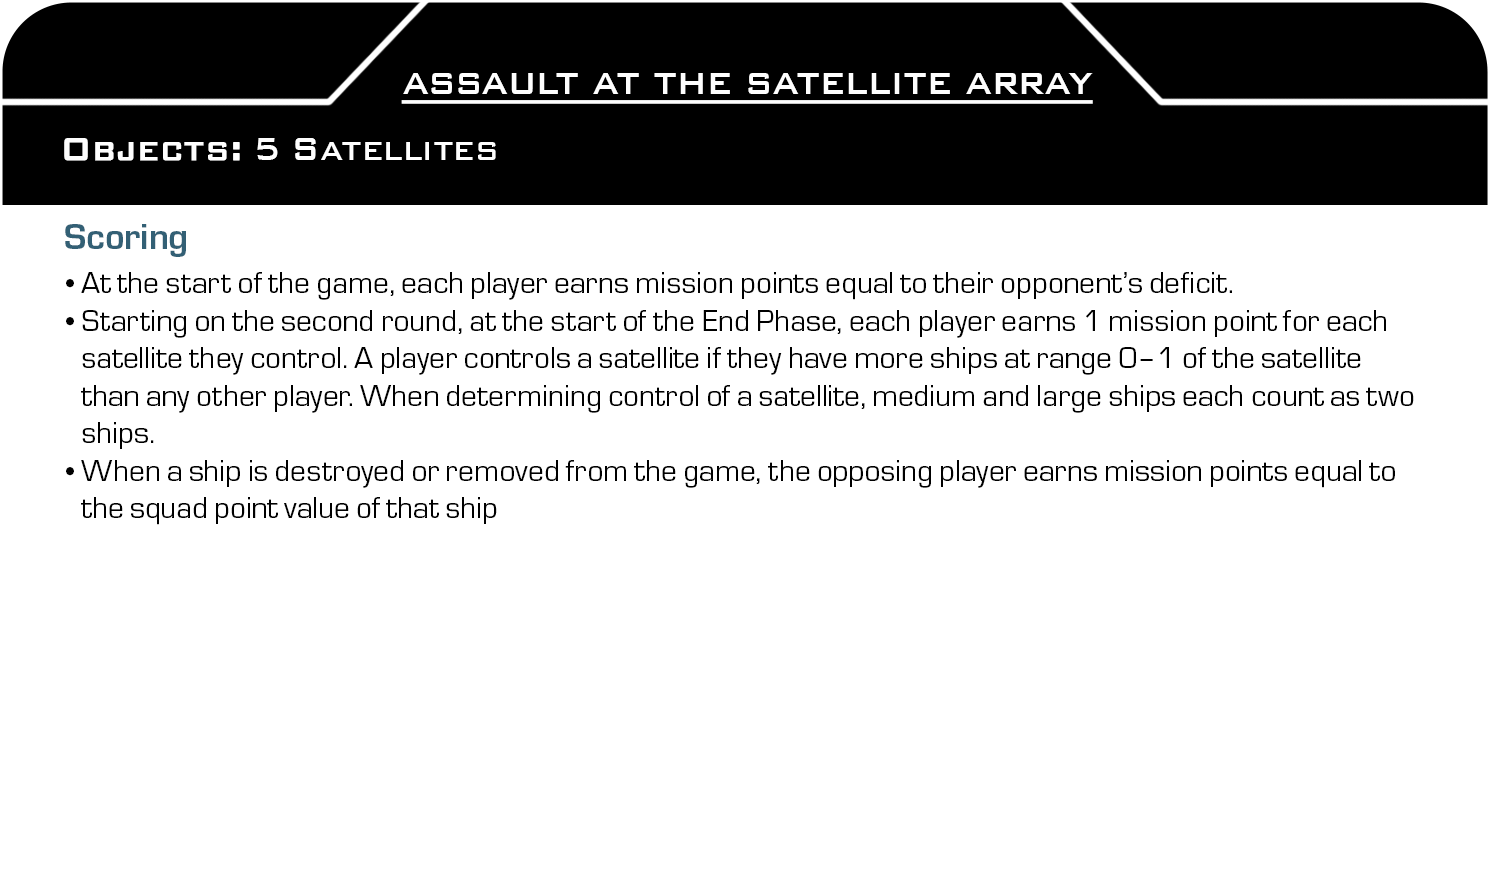 ASSAULT AT THE SATELLITE ARRAY
OBJECTS: 5 SATELLITES
Scoring
• At the start of the game, each player earns mission points equal to their opponent’s deficit.
• Starting on the second round, at the start of the End Phase, each player earns 1 mission point for each
satellite they control. A player controls a satellite if they have more ships at range 0–1 of the satellite
than any other player. When determining control of a satellite, medium and large ships each count as two
ships.
• When a ship is destroyed or removed from the game, the opposing player earns mission points equal to
the squad point value of that ship